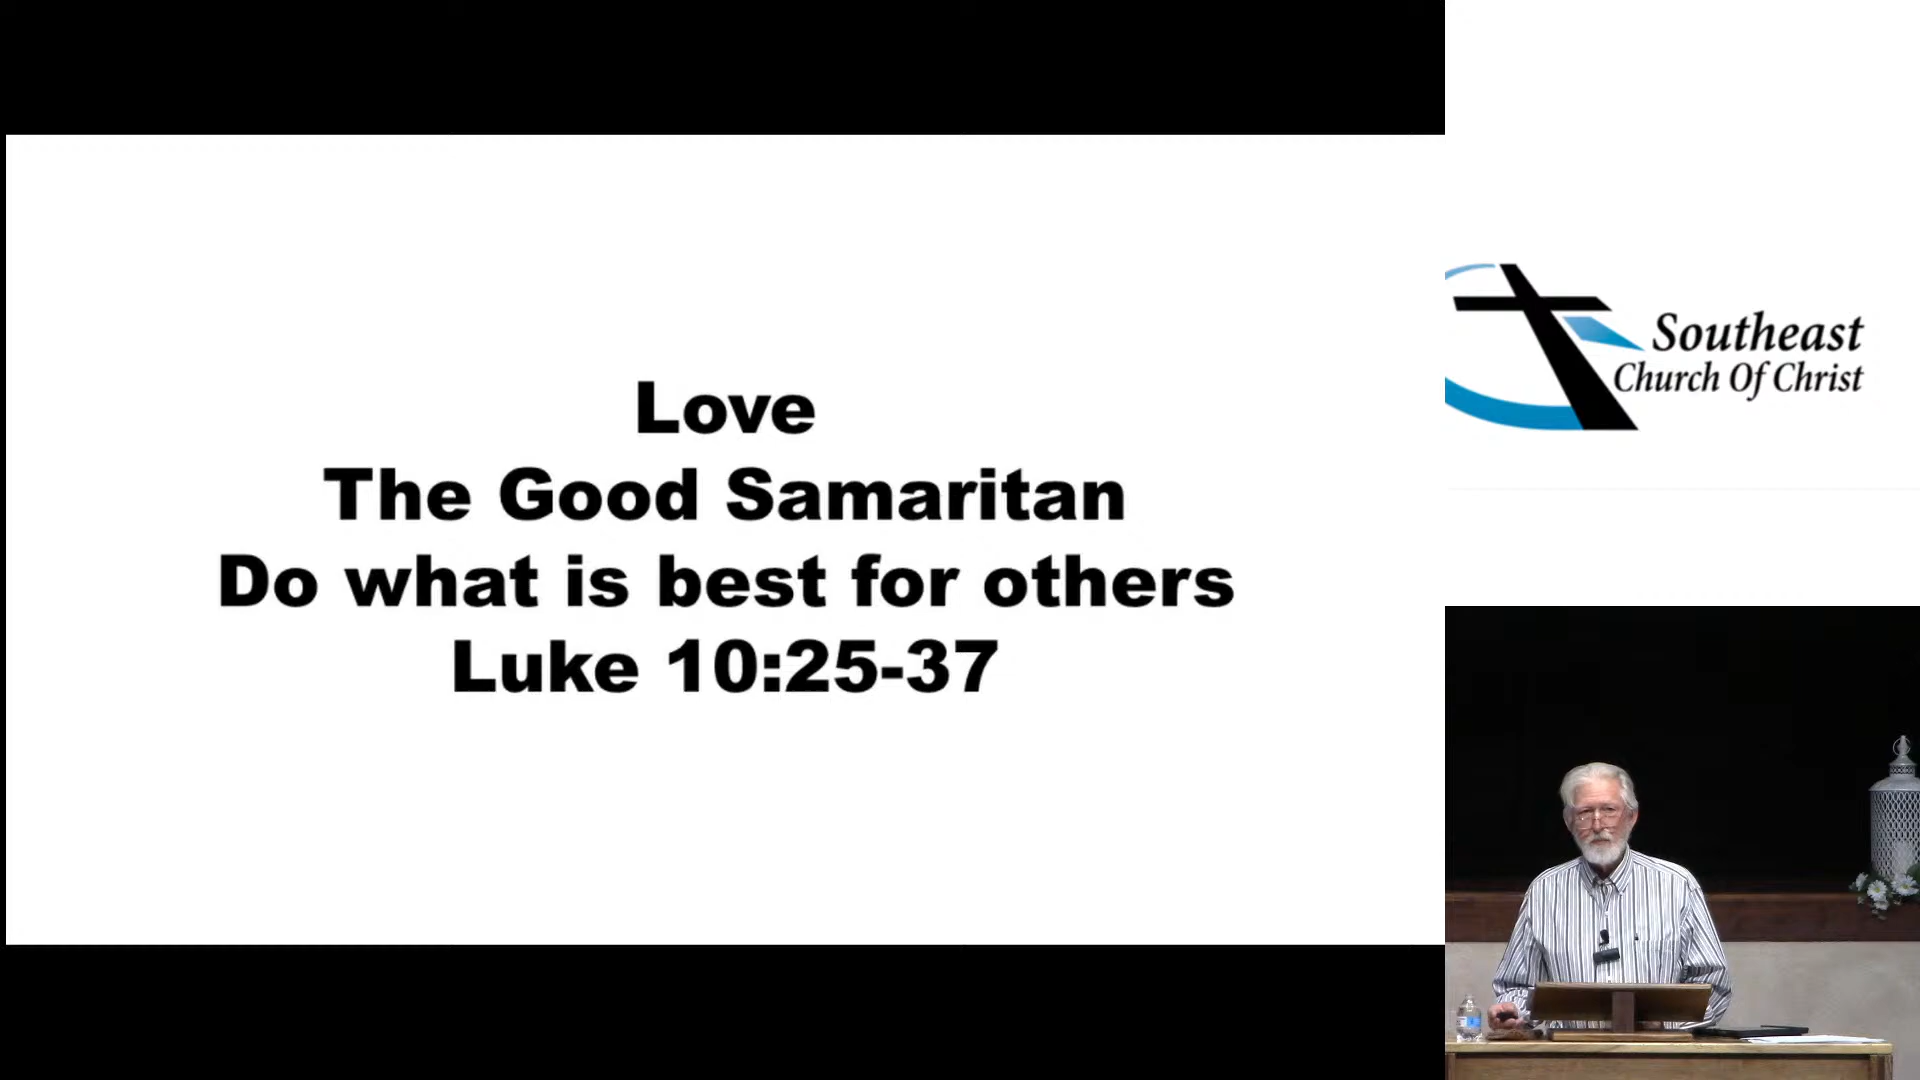 Love
The Good Samaritan
Do what is best for others
Luke 10:25-37
Southeast
Church Of Christ